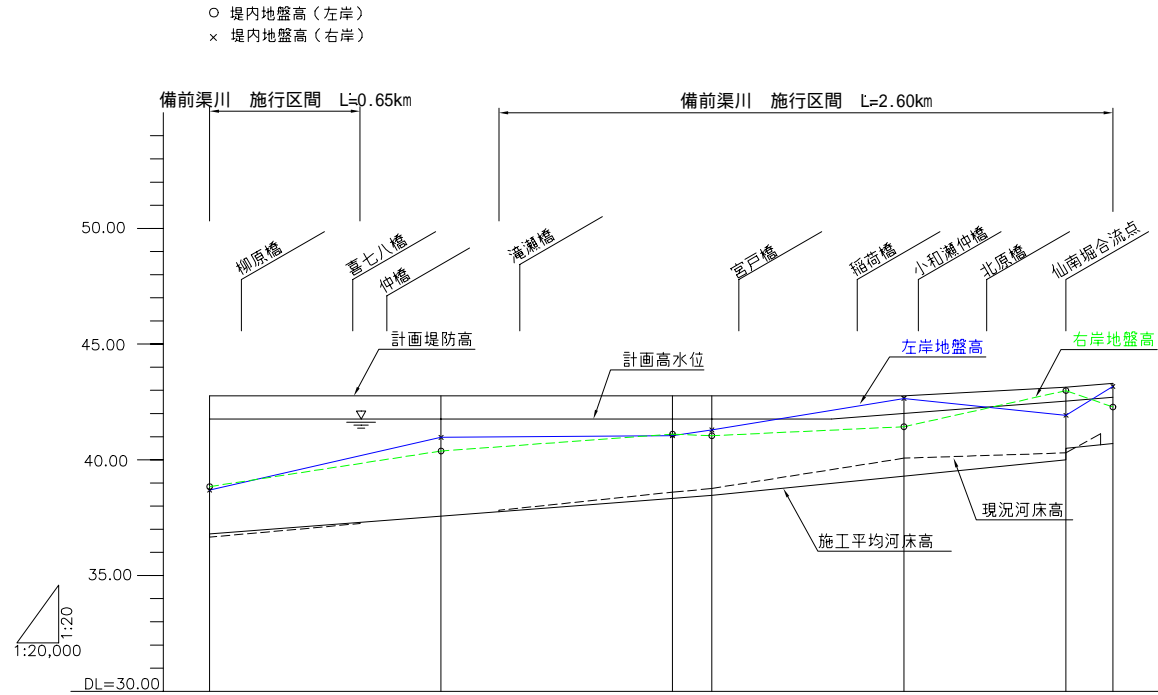 ○ 堤内地盤高（左岸）
× 堤内地盤高（右岸）
備前渠川 施行区間 L=0.65km
備前渠川 施行区間 L=2.60km
50.00
柳原橋
喜七八橋
仲橋
滝瀬橋
宮戸橋
稲荷橋
小和瀬仲橋
北原橋
仙南堀合流点
45.00
計画堤防高
計画高水位
左岸地盤高
右岸地盤高
40.00
現況河床高
施工平均河床高
35.00
1:20
1:20,000
DL=30.00